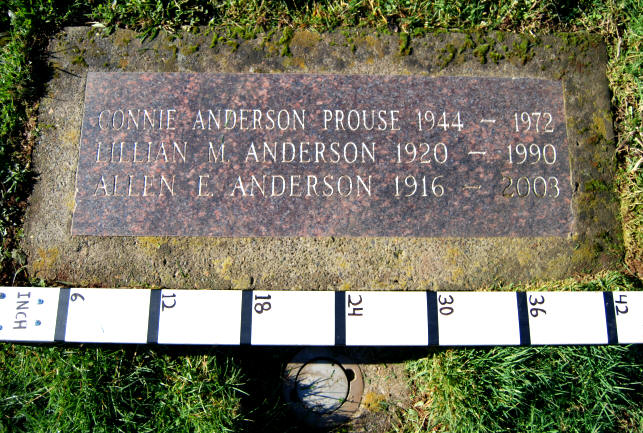 CONNIE ANDERSON PROUSE 1944 - 1972
LILLIAN M. ANDERSON 1920 - 1990
ALLEN E. ANDERSON 1916 - 2003
INCH 6 12 18 24 30 36 42